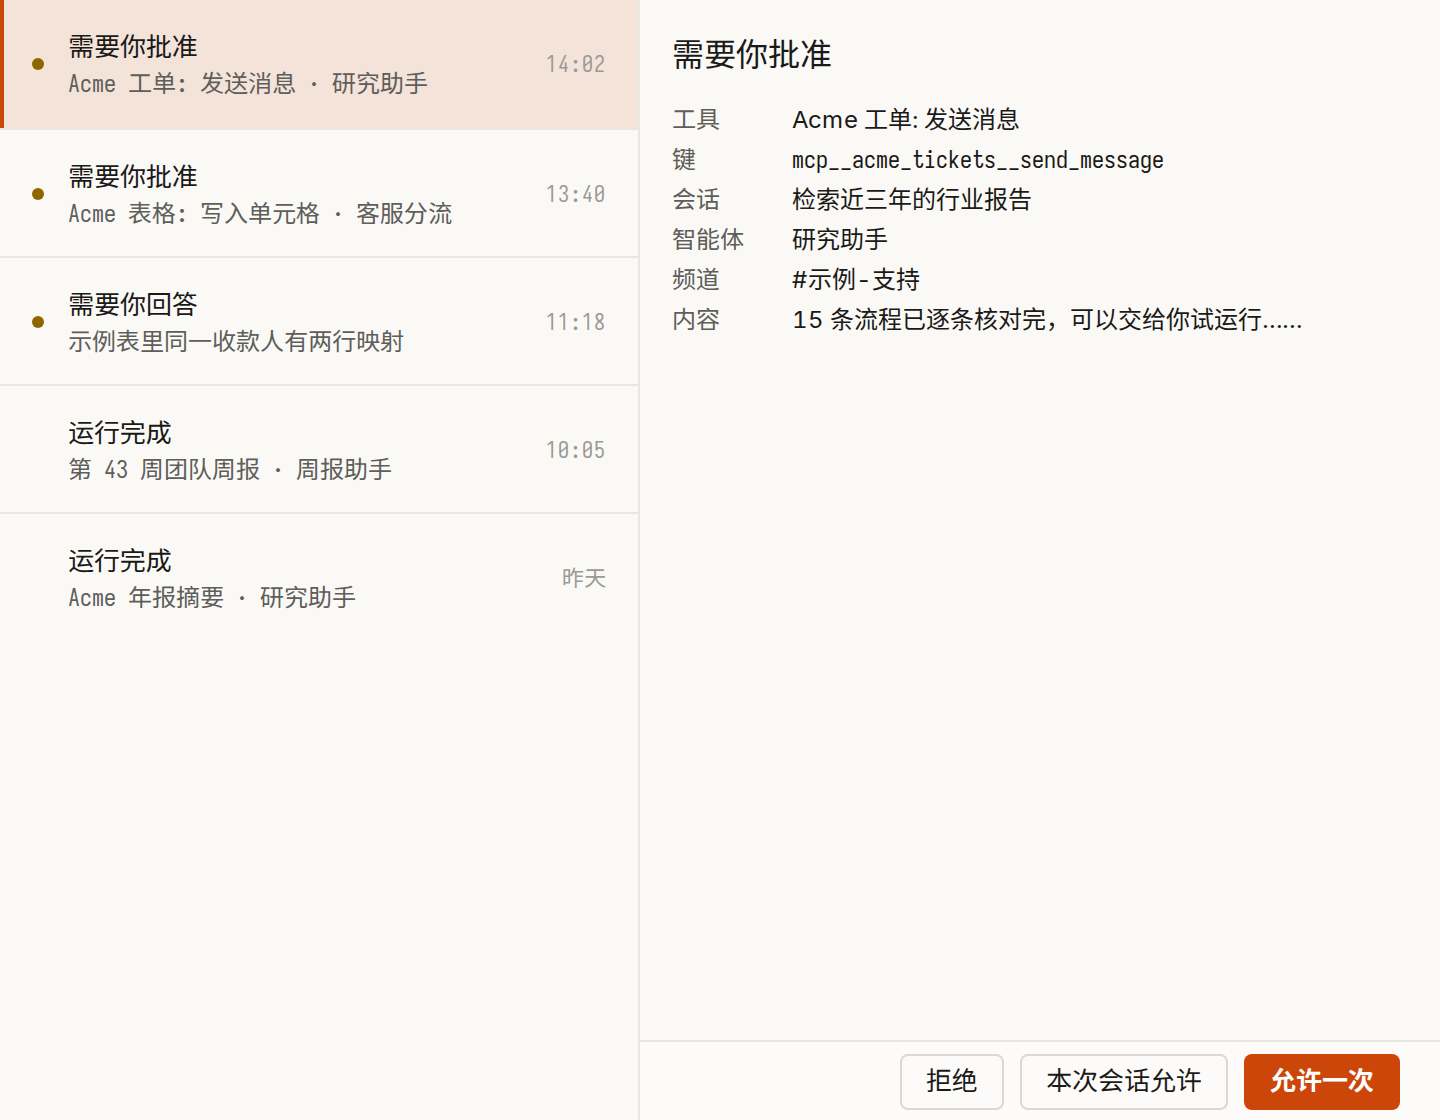 需要你批准
Acme 工单: 发送消息 · 研究助手
14:02
需要你批准
Acme 表格: 写入单元格 · 客服分流
13:40
需要你回答
示例表里同一收款人有两行映射
11:18
运行完成
第 43 周团队周报 · 周报助手
10:05
运行完成
Acme 年报摘要 · 研究助手
昨天
需要你批准
工具 Acme 工单: 发送消息
键 mcp__acme_tickets__send_message
会话 检索近三年的行业报告
智能体 研究助手
频道 #示例-支持
内容 15 条流程已逐条核对完，可以交给你试运行……
拒绝
本次会话允许
允许一次